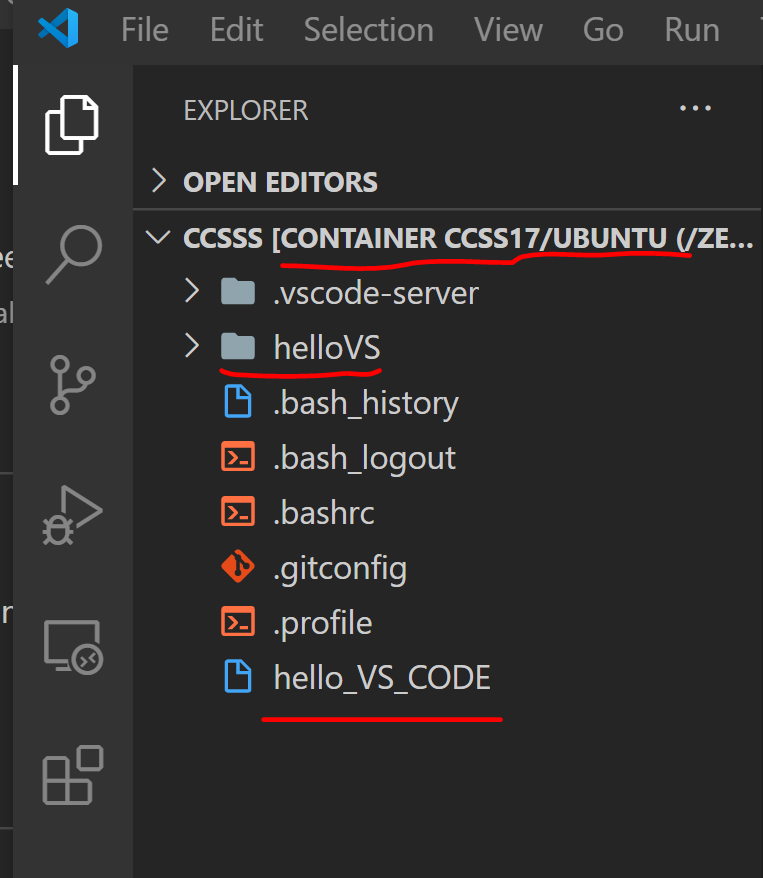 File Edit Selection View Go Run
EXPLORER
OPEN EDITORS
CCSSS [CONTAINER CCSS17/UBUNTU (/ZE...
.vscode-server
helloVS
.bash_history
.bash_logout
.bashrc
.gitconfig
.profile
hello_VS_CODE